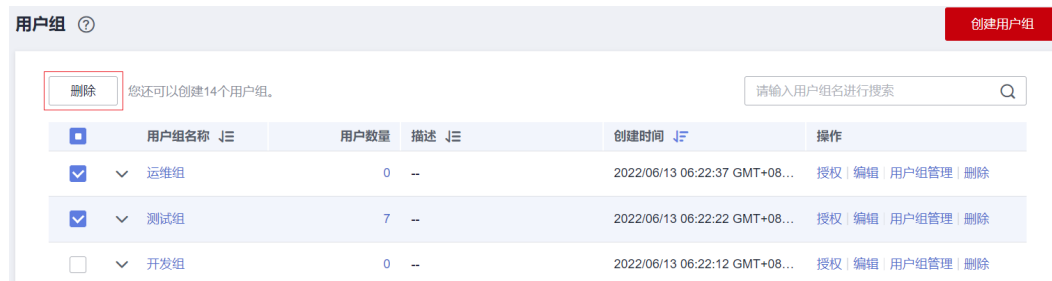 用户组
创建用户组
删除 您还可以创建14个用户组。 请输入用户组名进行搜索
用户组名称 用户数量 描述 创建时间 操作
运维组 0 -- 2022/06/13 06:22:37 GMT+08... 授权 | 编辑 | 用户组管理 | 删除
测试组 7 -- 2022/06/13 06:22:22 GMT+08... 授权 | 编辑 | 用户组管理 | 删除
开发组 0 -- 2022/06/13 06:22:12 GMT+08... 授权 | 编辑 | 用户组管理 | 删除